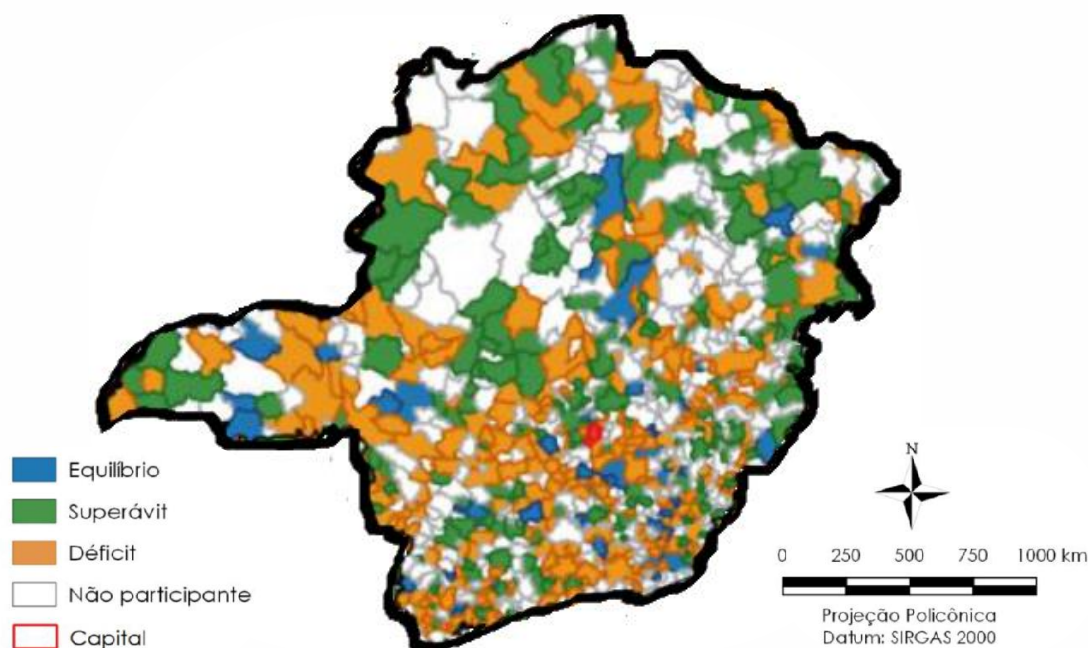 Equilíbrio
Superávit
Déficit
Não participante
Capital
N
0 250 500 750 1000 km
Projeção Policônica
Datum: SIRGAS 2000